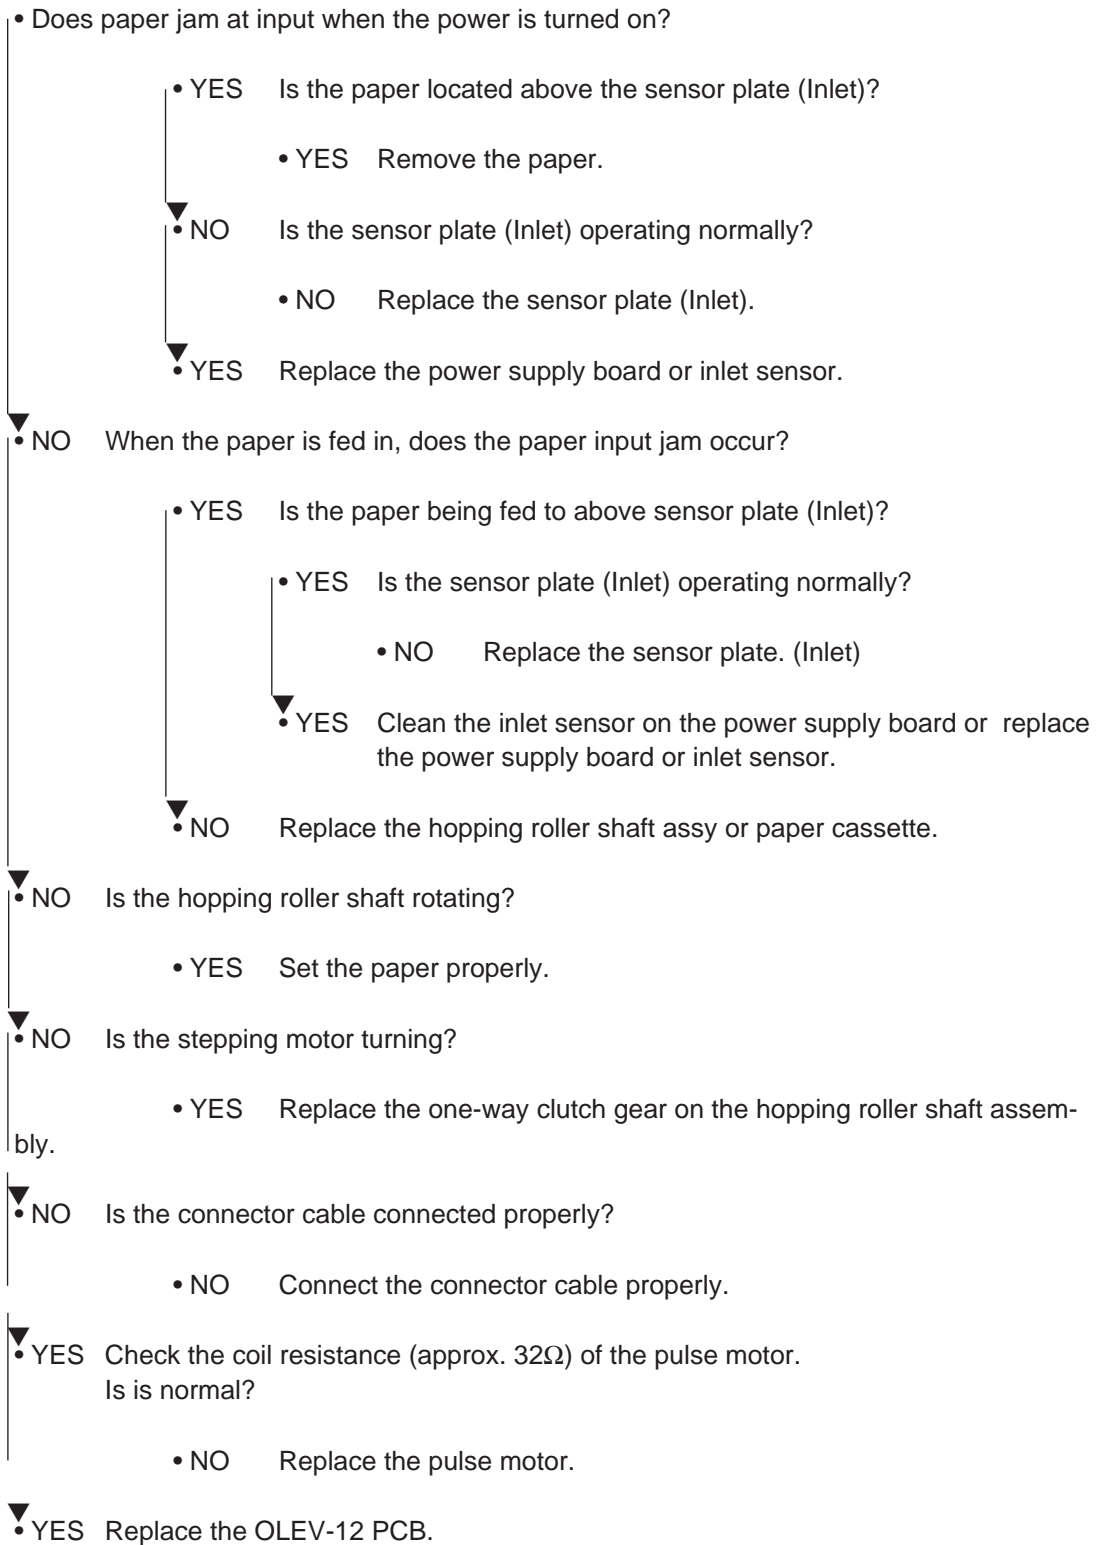 • Does paper jam at input when the power is turned on?
• YES Is the paper located above the sensor plate (Inlet)?
• YES Remove the paper.
• NO Is the sensor plate (Inlet) operating normally?
• NO Replace the sensor plate (Inlet).
• YES Replace the power supply board or inlet sensor.
• NO When the paper is fed in, does the paper input jam occur?
• YES Is the paper being fed to above sensor plate (Inlet)?
• YES Is the sensor plate (Inlet) operating normally?
• NO Replace the sensor plate. (Inlet)
• YES Clean the inlet sensor on the power supply board or replace
the power supply board or inlet sensor.
• NO Replace the hopping roller shaft assy or paper cassette.
• NO Is the hopping roller shaft rotating?
• YES Set the paper properly.
• NO Is the stepping motor turning?
• YES Replace the one-way clutch gear on the hopping roller shaft assem-
bly.
• NO Is the connector cable connected properly?
• NO Connect the connector cable properly.
• YES Check the coil resistance (approx. 32Ω) of the pulse motor.
Is is normal?
• NO Replace the pulse motor.
• YES Replace the OLEV-12 PCB.